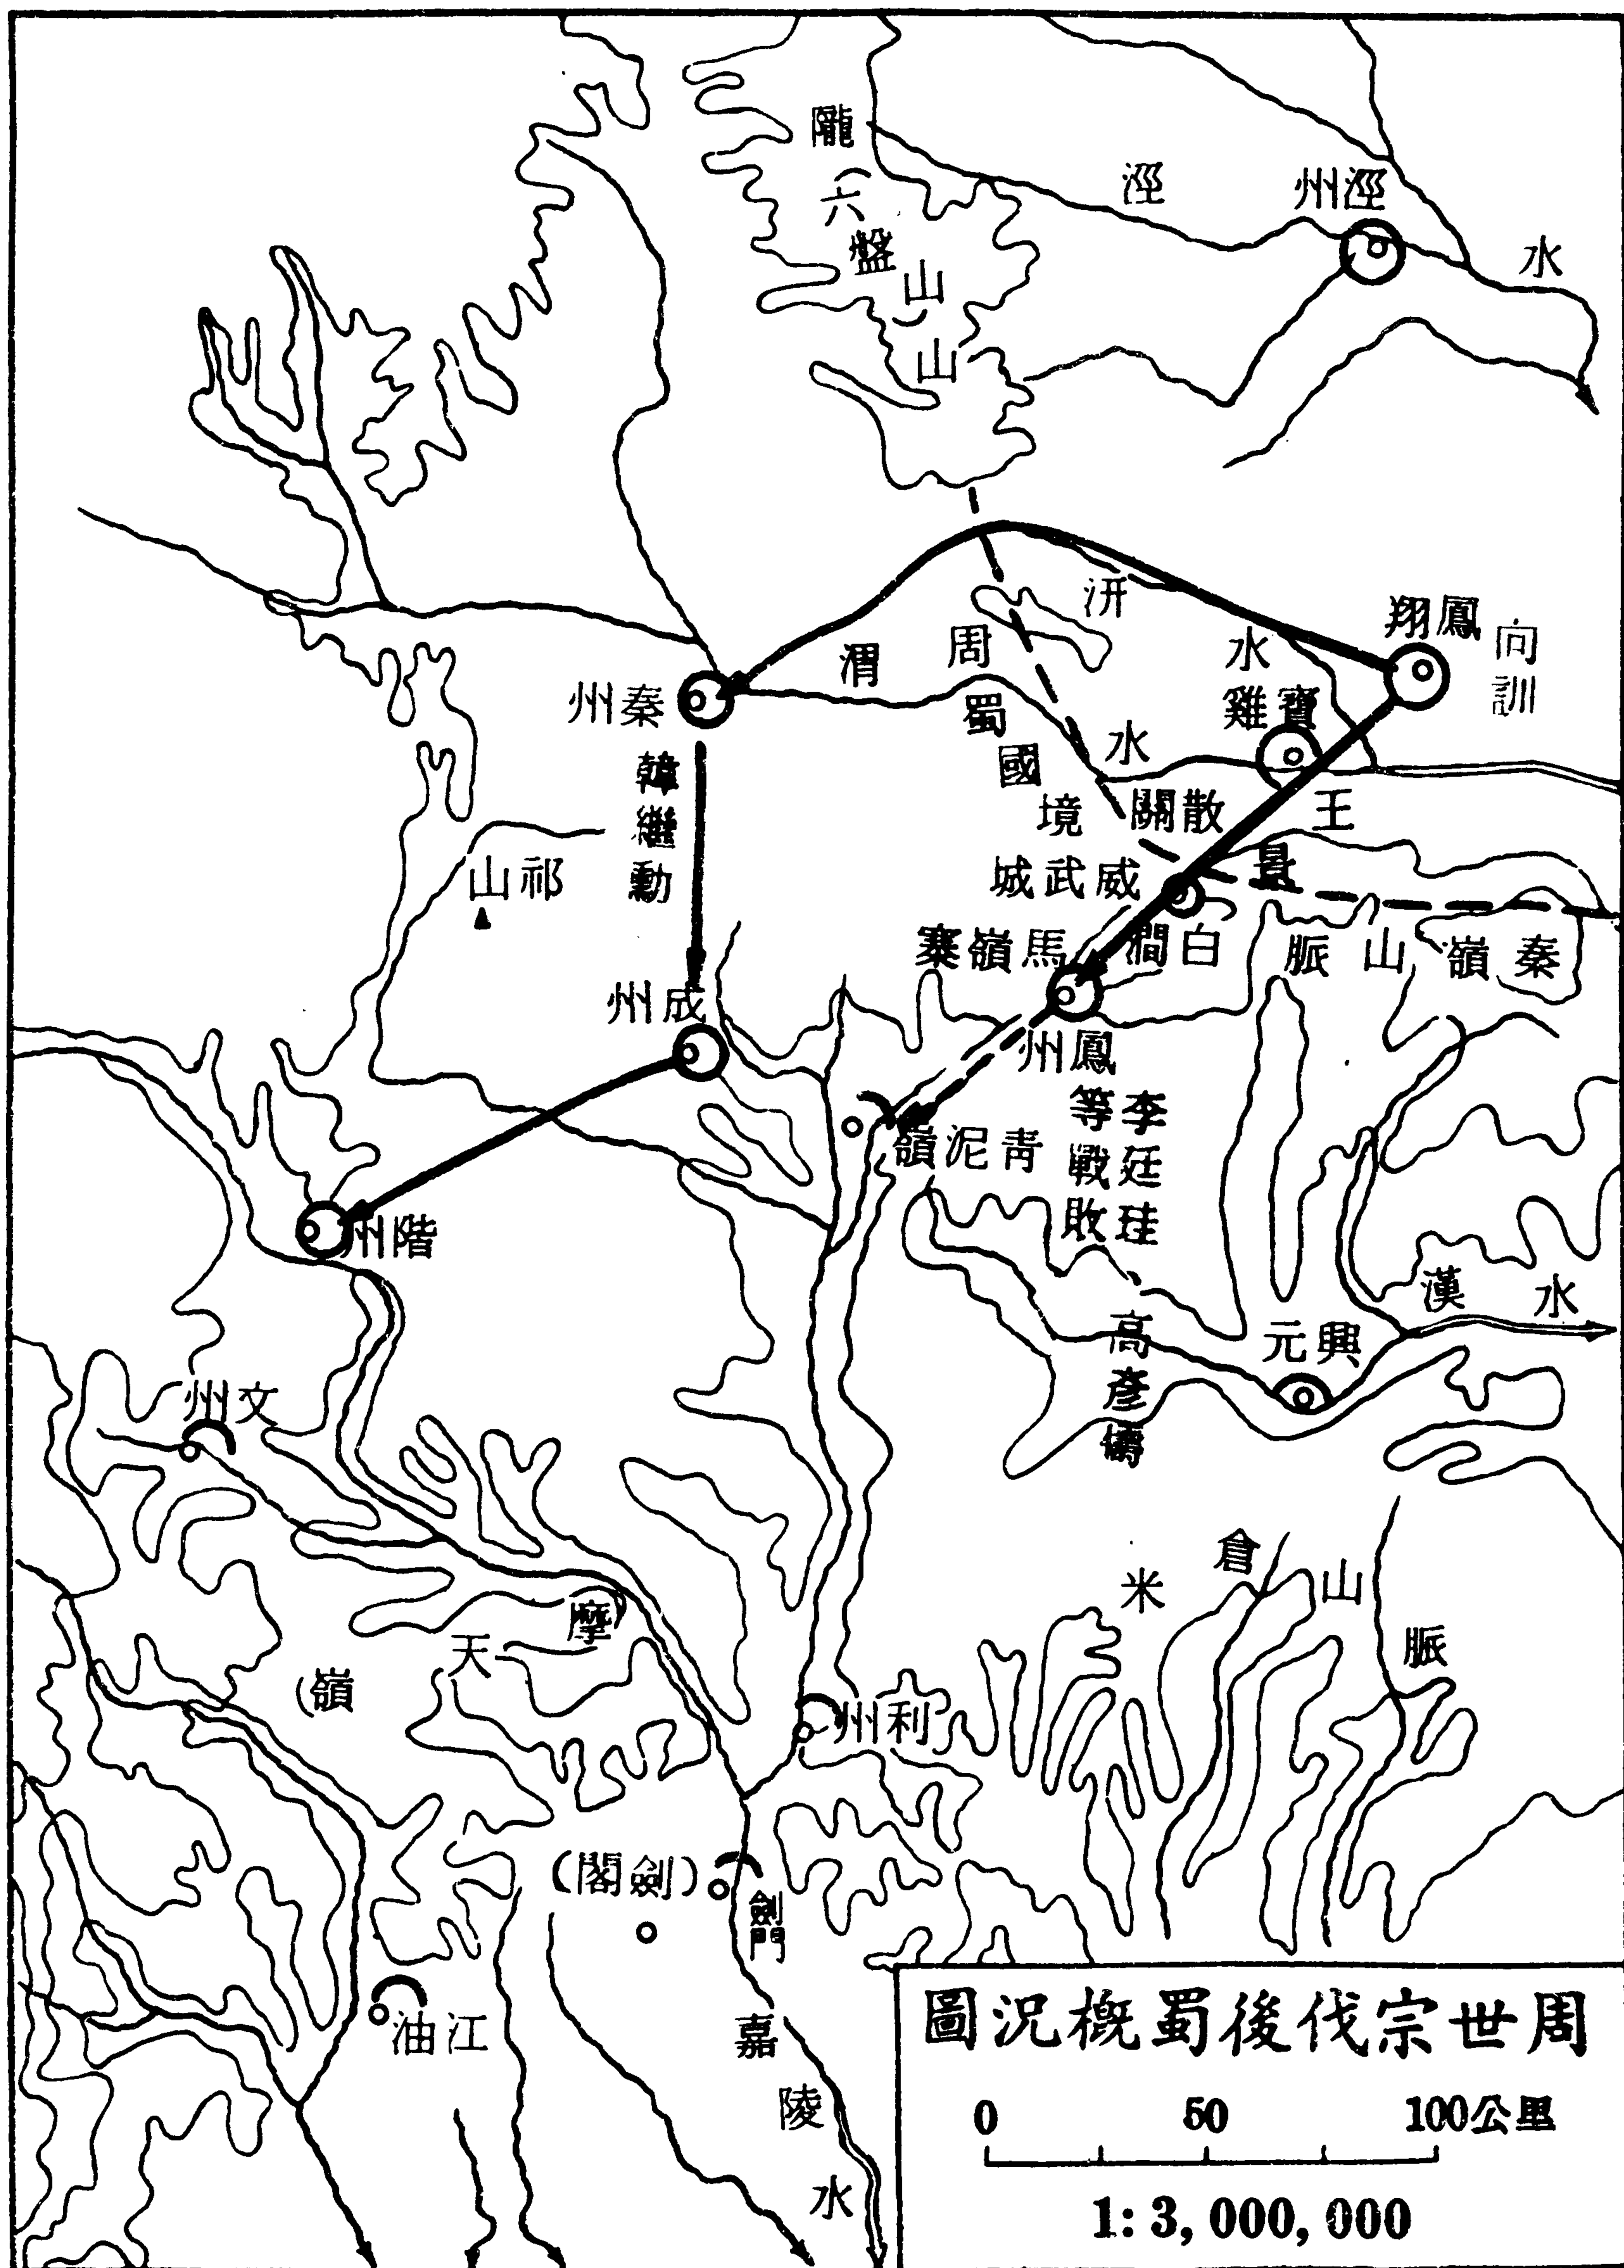 周世宗伐後蜀概況圖
0 50 100公里
1: 3,000,000
隴
(六盤山)
山
涇
水
涇州
汧
水
鳳翔
向訓
渭
水
周蜀國境
寶雞
秦州
韓繼勳
散關
王景
威武城
祁山
馬嶺寨
白澗
秦嶺山脈
成州
鳳州
李廷珪、高彥儔
等戰敗
青泥嶺
階州
漢
水
興元
文州
米倉山脈
摩
天
嶺
利州
(劍閣)
劍門
江油
嘉陵水